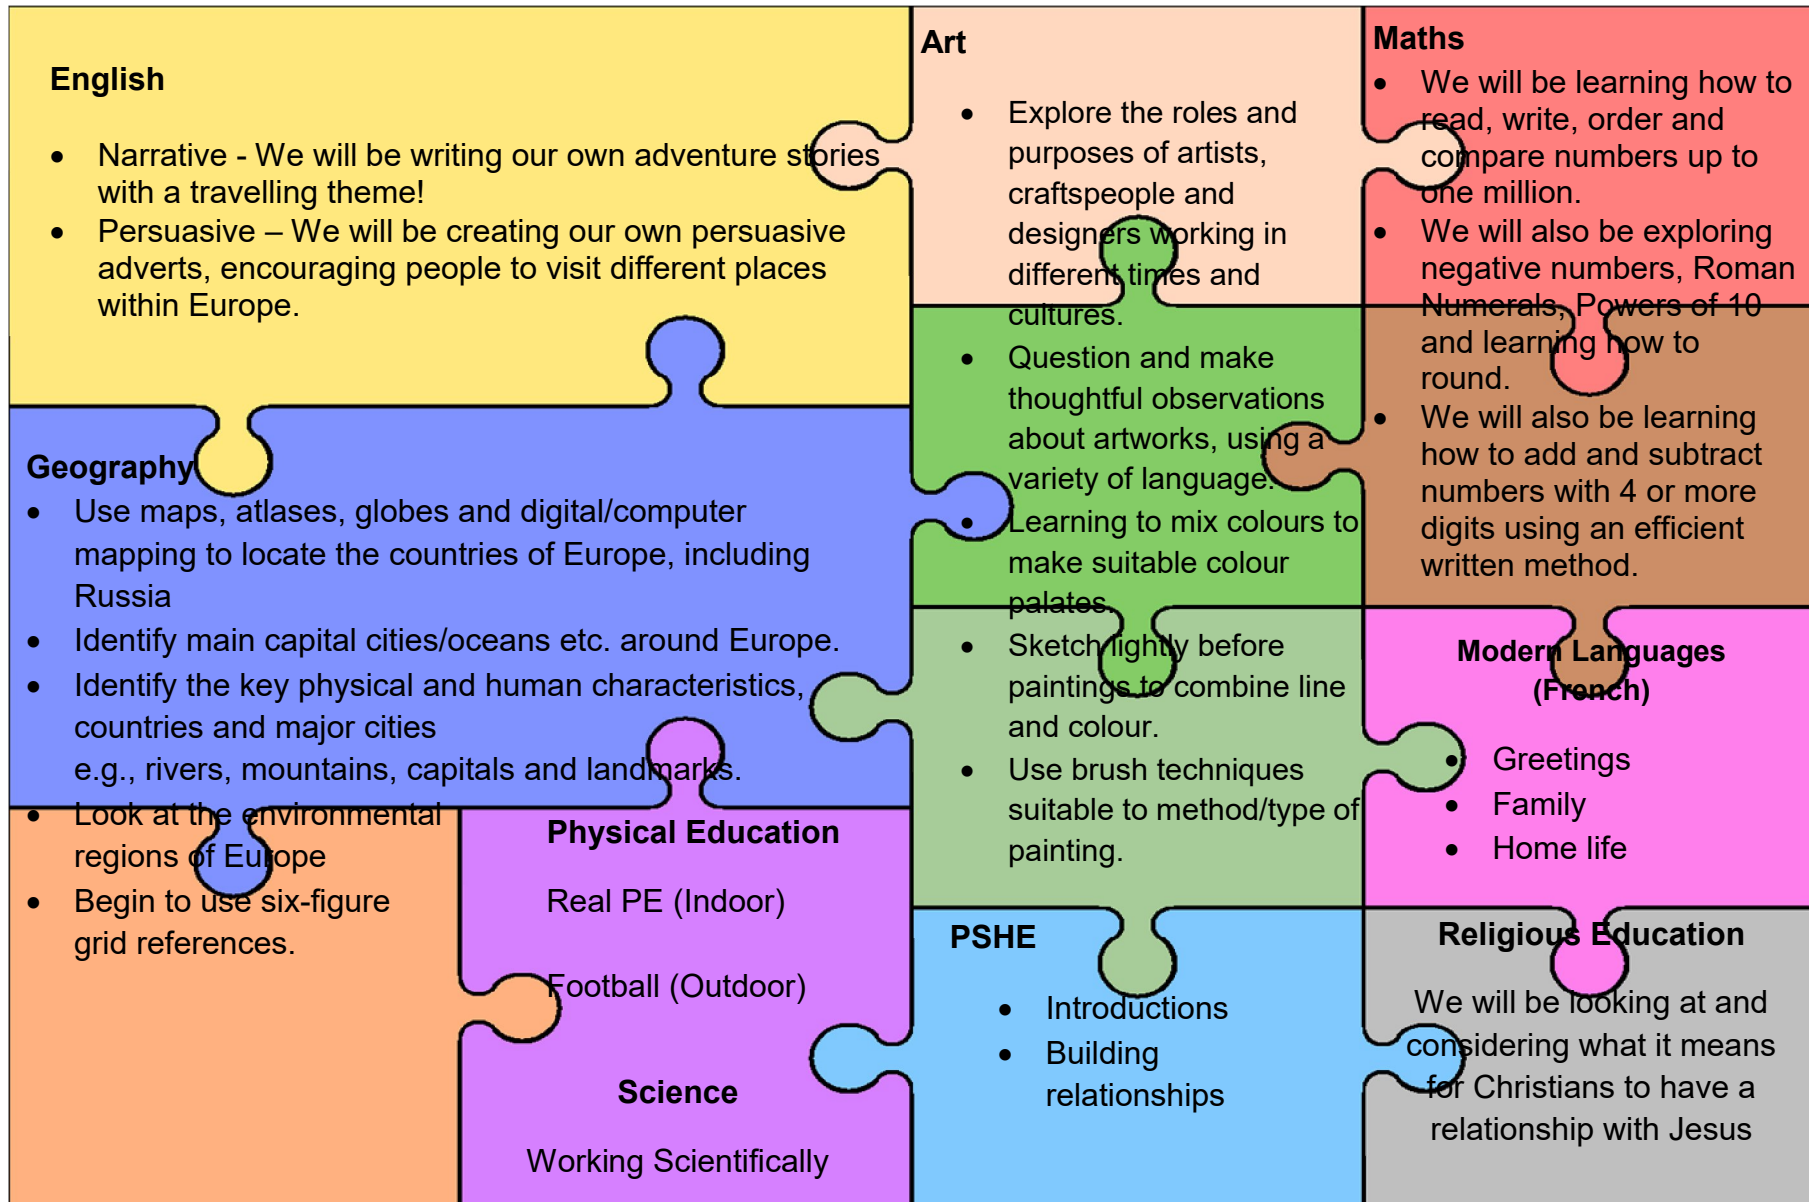 English
• Narrative - We will be writing our own adventure stories
with a travelling theme!
• Persuasive – We will be creating our own persuasive
adverts, encouraging people to visit different places
within Europe.
Geography
• Use maps, atlases, globes and digital/computer
mapping to locate the countries of Europe, including
Russia
• Identify main capital cities/oceans etc. around Europe.
• Identify the key physical and human characteristics,
countries and major cities
e.g., rivers, mountains, capitals and landmarks.
• Look at the environmental
regions of Europe
• Begin to use six-figure
grid references.
Physical Education
Real PE (Indoor)
Football (Outdoor)
Science
Working Scientifically
Art
• Explore the roles and
purposes of artists,
craftspeople and
designers working in
different times and
cultures.
• Question and make
thoughtful observations
about artworks, using a
variety of language.
• Learning to mix colours to
make suitable colour
palates.
• Sketch lightly before
paintings to combine line
and colour.
• Use brush techniques
suitable to method/type of
painting.
PSHE
• Introductions
• Building
relationships
Maths
• We will be learning how to
read, write, order and
compare numbers up to
one million.
• We will also be exploring
negative numbers, Roman
Numerals, Powers of 10
and learning how to
round.
• We will also be learning
how to add and subtract
numbers with 4 or more
digits using an efficient
written method.
Modern Languages
(French)
• Greetings
• Family
• Home life
Religious Education
We will be looking at and
considering what it means
for Christians to have a
relationship with Jesus